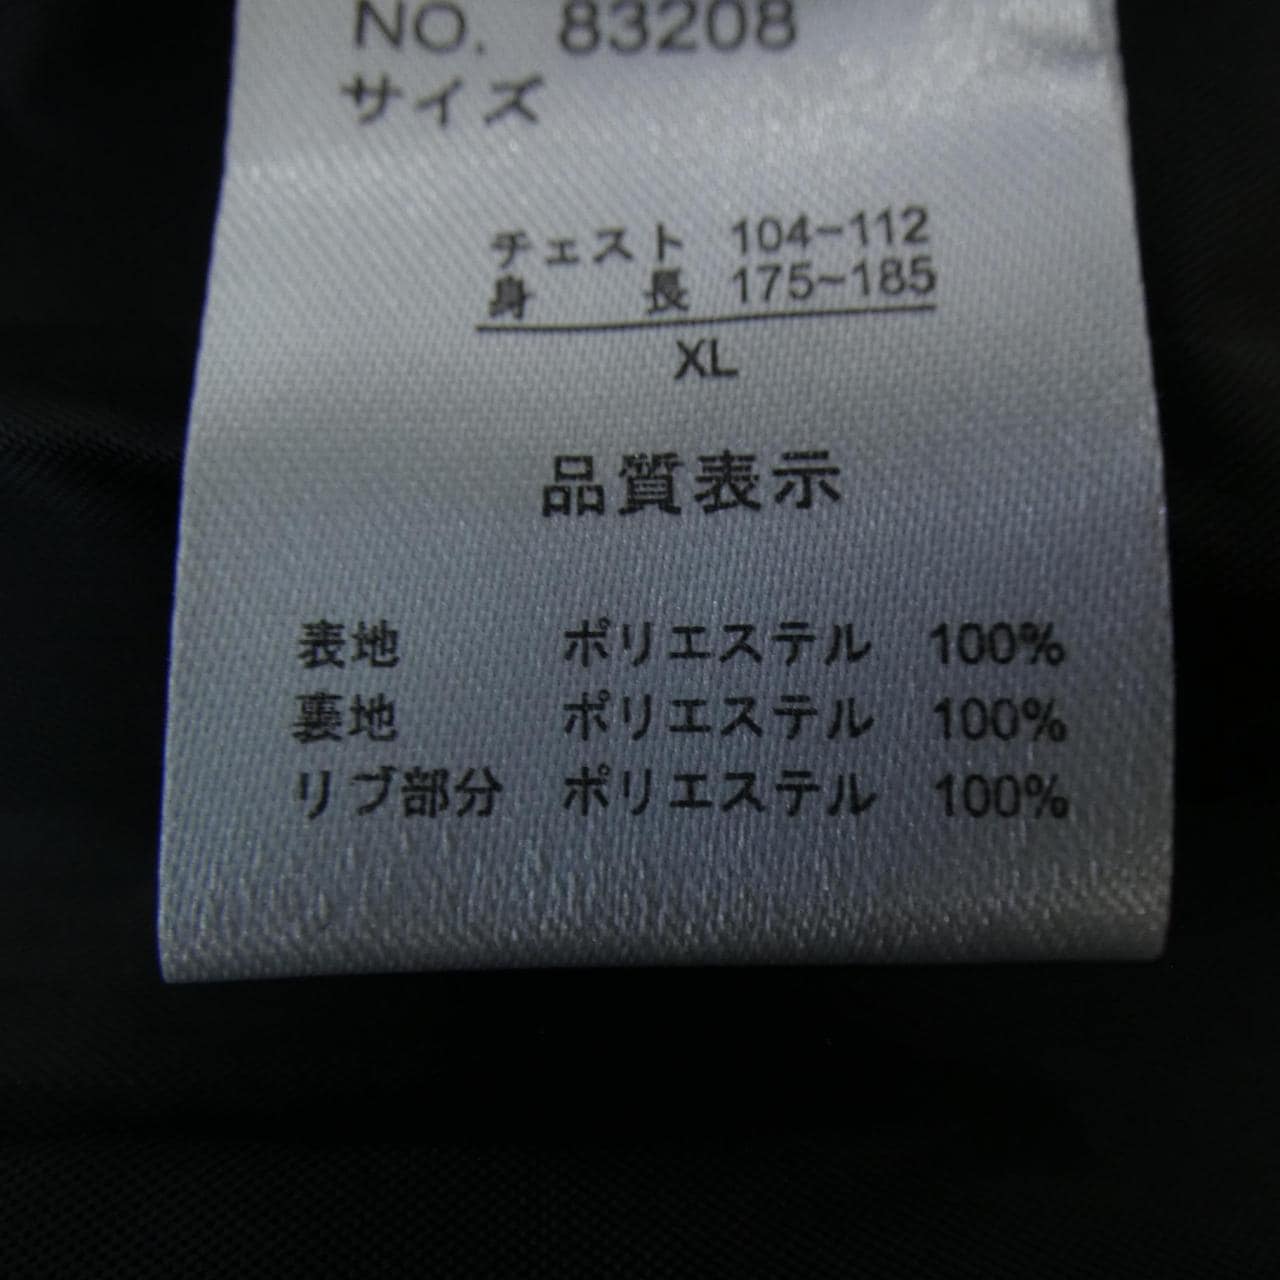 NO. 83208
サイズ
チェスト 104~112
身長 175~185
XL
品質表示
表地 ポリエステル 100%
裏地 ポリエステル 100%
リブ部分 ポリエステル 100%